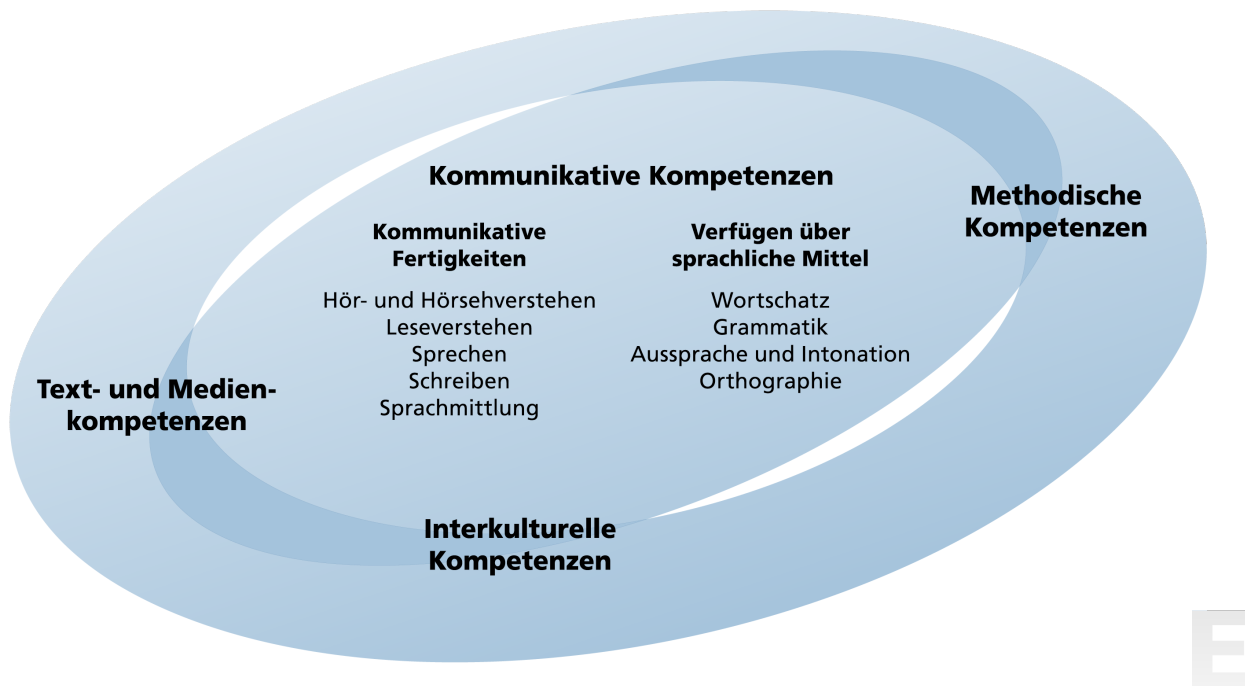 Kommunikative Kompetenzen
Methodische
Kompetenzen
Kommunikative
Fertigkeiten
Hör- und Hörsehverstehen
Leseverstehen
Sprechen
Schreiben
Sprachmittlung
Verfügen über
sprachliche Mittel
Wortschatz
Grammatik
Aussprache und Intonation
Orthographie
Text- und Medien-
kompetenzen
Interkulturelle
Kompetenzen
E